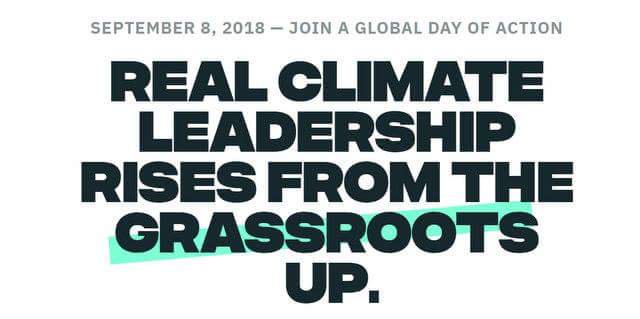 SEPTEMBER 8, 2018 — JOIN A GLOBAL DAY OF ACTION
REAL CLIMATE
LEADERSHIP
RISES FROM THE
GRASSROOTS
UP.